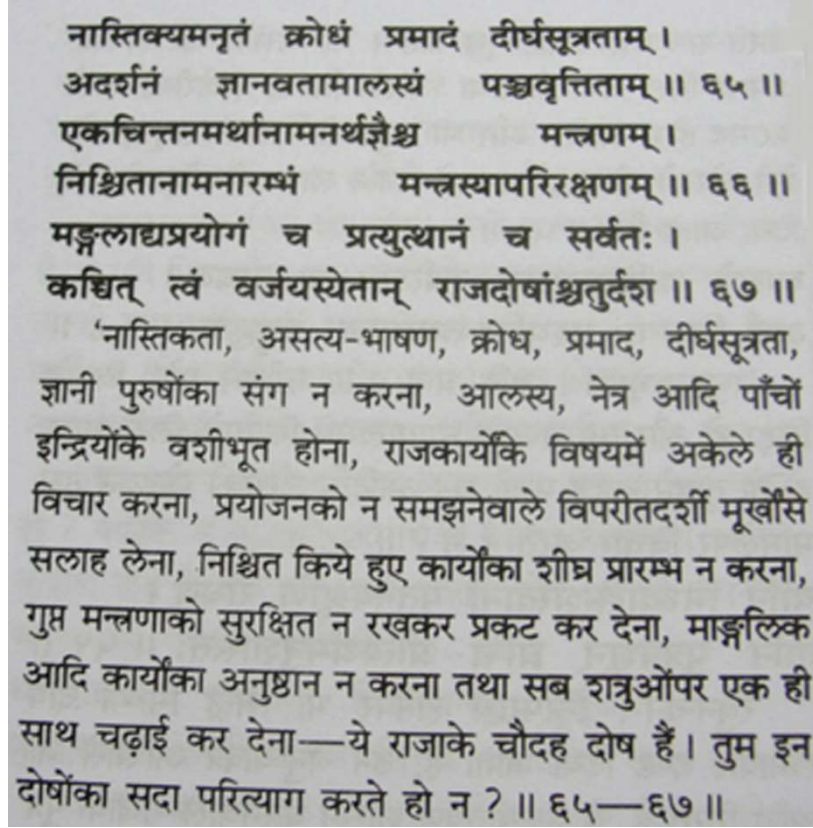 नास्तिक्यमनृतं क्रोधं प्रमादं दीर्घसूत्रताम् ।
अदर्शनं ज्ञानवतामालस्यं पञ्चवृत्तिताम् ॥ ६५ ॥
एकचिन्तनमर्थानामनर्थज्ञैश्च मन्त्रणम् ।
निश्चितानामनारम्भं मन्त्रस्यापरिरक्षणम् ॥ ६६ ॥
मङ्गलाद्यप्रयोगं च प्रत्युत्थानं च सर्वतः ।
कच्चित् त्वं वर्जयस्येतान् राजदोषांश्चतुर्दश ॥ ६७ ॥
'नास्तिकता, असत्य-भाषण, क्रोध, प्रमाद, दीर्घसूत्रता,
ज्ञानी पुरुषोंका संग न करना, आलस्य, नेत्र आदि पाँचों
इन्द्रियोंके वशीभूत होना, राजकार्योंके विषयमें अकेले ही
विचार करना, प्रयोजनको न समझनेवाले विपरीतदर्शी मूर्खोंसे
सलाह लेना, निश्चित किये हुए कार्योंका शीघ्र प्रारम्भ न करना,
गुप्त मन्त्रणाको सुरक्षित न रखकर प्रकट कर देना, माङ्गलिक
आदि कार्योंका अनुष्ठान न करना तथा सब शत्रुओंपर एक ही
साथ चढ़ाई कर देना—ये राजाके चौदह दोष हैं। तुम इन
दोषोंका सदा परित्याग करते हो न ? ॥ ६५—६७ ॥